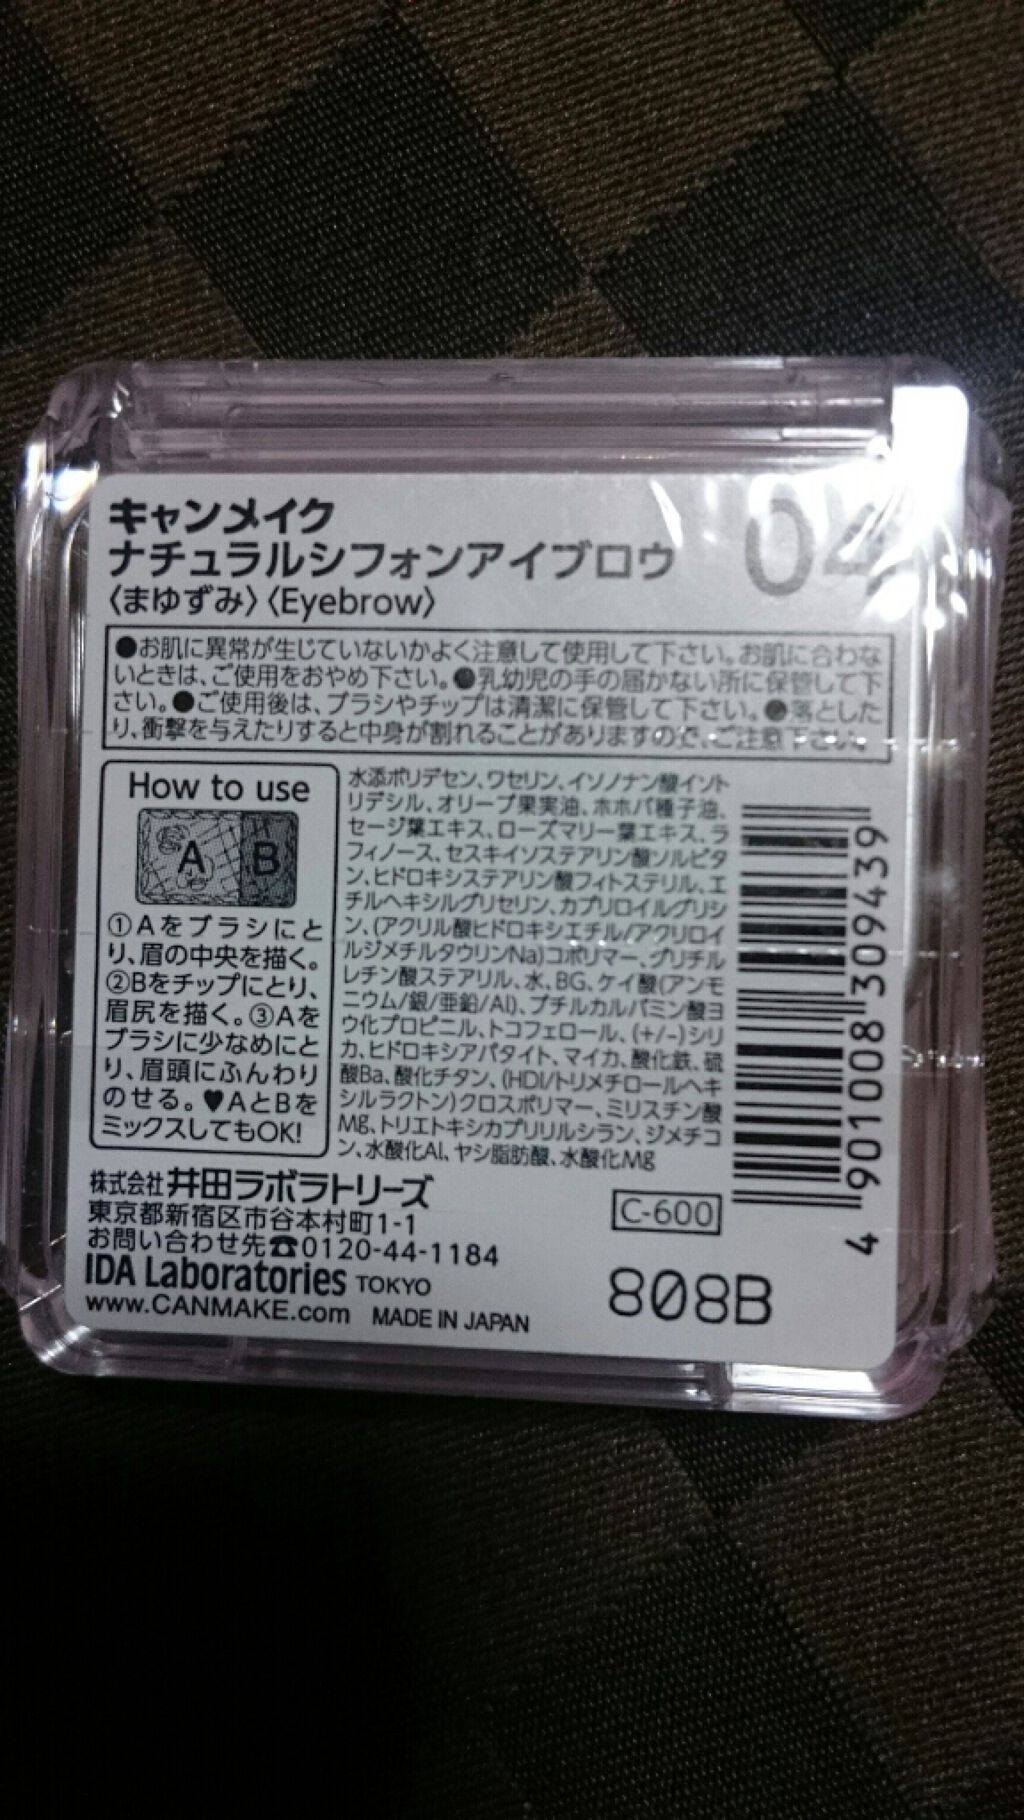 キャンメイク
ナチュラルシフォンアイブロウ
〈まゆずみ〉〈Eyebrow〉
04
●お肌に異常が生じていないかよく注意して使用して下さい。お肌に合わな
いときは、ご使用をおやめ下さい。●乳幼児の手の届かない所に保管して下
さい。●ご使用後は、ブラシやチップは清潔に保管して下さい。●落とした
り、衝撃を与えたりすると中身が割れることがありますので、ご注意下さい。
How to use
A B
①Aをブラシにと
り、眉の中央を描く。
②Bをチップにとり、
眉尻を描く。③Aを
ブラシに少なめにと
り、眉頭にふんわり
のせる。♥AとBを
ミックスしてもOK!
水添ポリデセン、ワセリン、イソノナン酸イソト
リデシル、オリーブ果実油、ホホバ種子油、
セージ葉エキス、ローズマリー葉エキス、ラ
フィノース、セスキイソステアリン酸ソルビタ
ン、ヒドロキシステアリン酸フィトステリル、エ
チルヘキシルグリセリン、カプリロイルグリシ
ン、(アクリル酸ヒドロキシエチル/アクリロイ
ルジメチルタウリンNa)コポリマー、グリチル
レチン酸ステアリル、水、BG、ケイ酸(アンモ
ニウム/銀/亜鉛/Al)、ブチルカルバミン酸ヨ
ウ化プロピニル、トコフェロール、(+/-)シリ
カ、ヒドロキシアパタイト、マイカ、酸化鉄、硫
酸Ba、酸化チタン、(HDI/トリメチロールヘキ
シルラクトン)クロスポリマー、ミリスチン酸
Mg、トリエトキシカプリリルシラン、ジメチコ
ン、水酸化Al、ヤシ脂肪酸、水酸化Mg
4 901008 309439
株式会社 井田ラボラトリーズ
東京都新宿区市谷本村町1-1
お問い合わせ先☎0120-44-1184
IDA Laboratories TOKYO
www.CANMAKE.com MADE IN JAPAN
C-600
808B